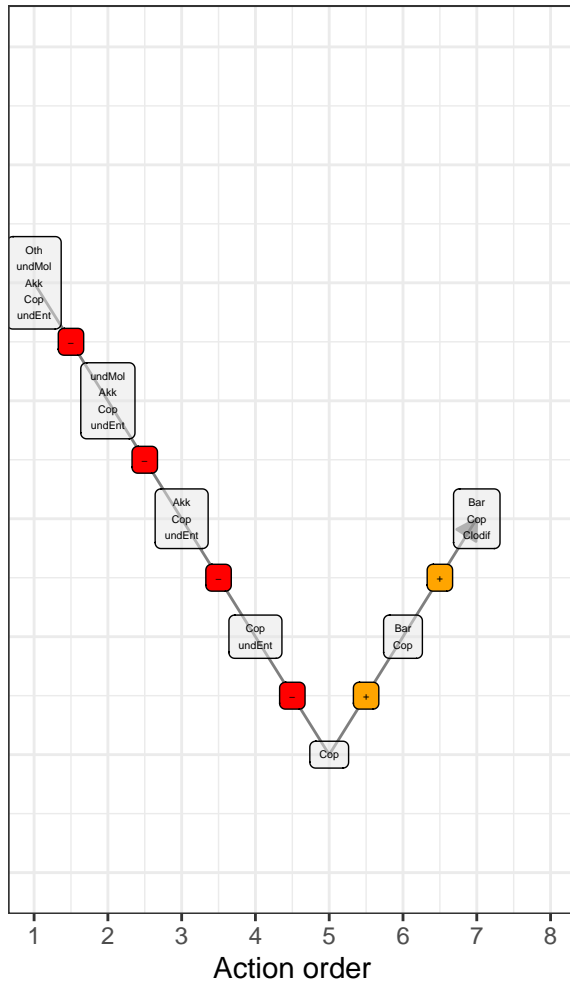 Oth
undMol
Akk
Cop
undEnt
−
undMol
Akk
Cop
undEnt
−
Akk
Cop
undEnt
Bar
Cop
Clodif
−
+
Cop
undEnt
Bar
Cop
−
+
Cop
1 2 3 4 5 6 7 8
Action order